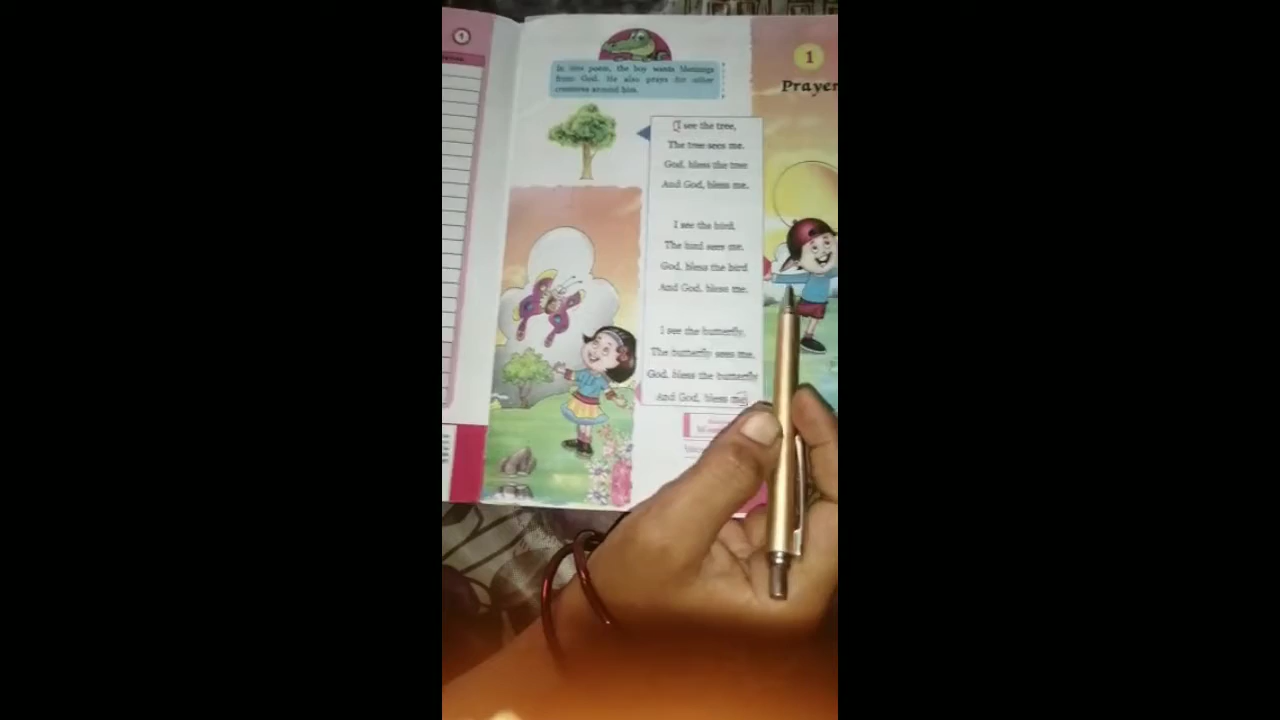 1
In this poem, the boy wants blessings
from God. He also prays for other
creatures around him.
1
Prayer
I see the tree,
The tree sees me.
God, bless the tree
And God, bless me.
I see the bird,
The bird sees me.
God, bless the bird
And God, bless me.
I see the butterfly,
The butterfly sees me.
God, bless the butterfly
And God, bless me.